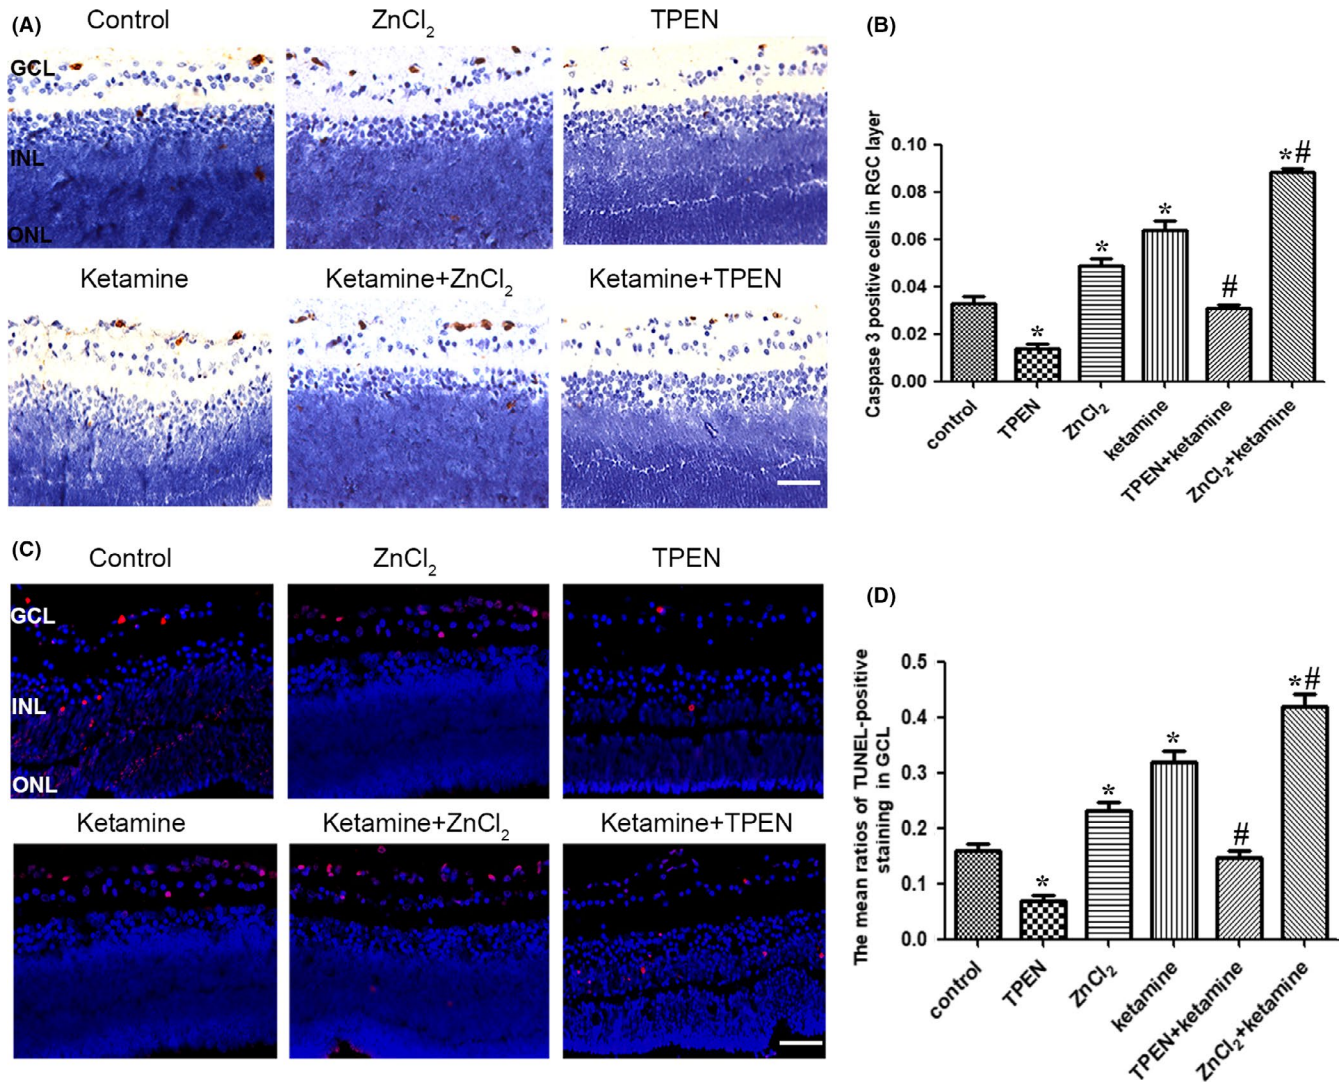 (A)
Control
ZnCl2
TPEN
GCL
INL
ONL
Ketamine
Ketamine+ZnCl2
Ketamine+TPEN
(B)
Caspase 3 positive cells in RGC layer
0.10
0.08
0.06
0.04
0.02
0.00
*
*
*
#
*#
control
TPEN
ZnCl2
ketamine
TPEN+ketamine
ZnCl2+ketamine
(C)
Control
ZnCl2
TPEN
GCL
INL
ONL
Ketamine
Ketamine+ZnCl2
Ketamine+TPEN
(D)
The mean ratios of TUNEL-positive
staining in GCL
0.5
0.4
0.3
0.2
0.1
0.0
*
*
*
#
*#
control
TPEN
ZnCl2
ketamine
TPEN+ketamine
ZnCl2+ketamine